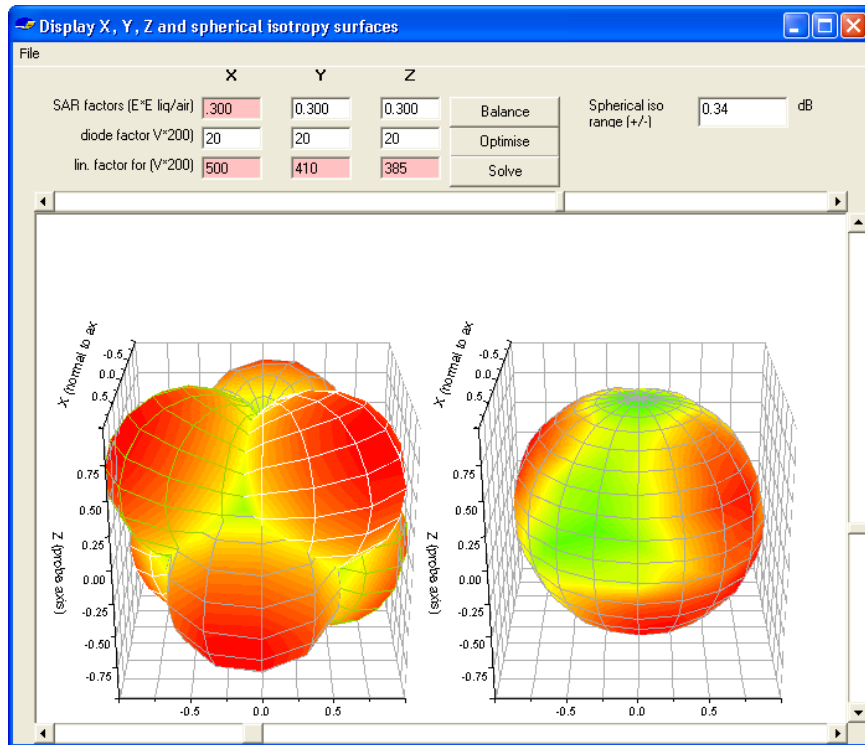 Display X, Y, Z and spherical isotropy surfaces
File
X Y Z
SAR factors (E*E liq/air) .300 0.300 0.300 Balance Spherical iso range (+/-) 0.34 dB
diode factor V*200) 20 20 20 Optimise
lin. factor for (V*200) 500 410 385 Solve
X (normal to ax
-0.5
0.0
0.5
0.75
0.50
0.25
0.00
-0.25
-0.50
-0.75
Z (probe axis)
-0.5 0.0 0.5
X (normal to ax
-0.5
0.0
0.5
0.75
0.50
0.25
0.00
-0.25
-0.50
-0.75
Z (probe axis)
-0.5 0.0 0.5